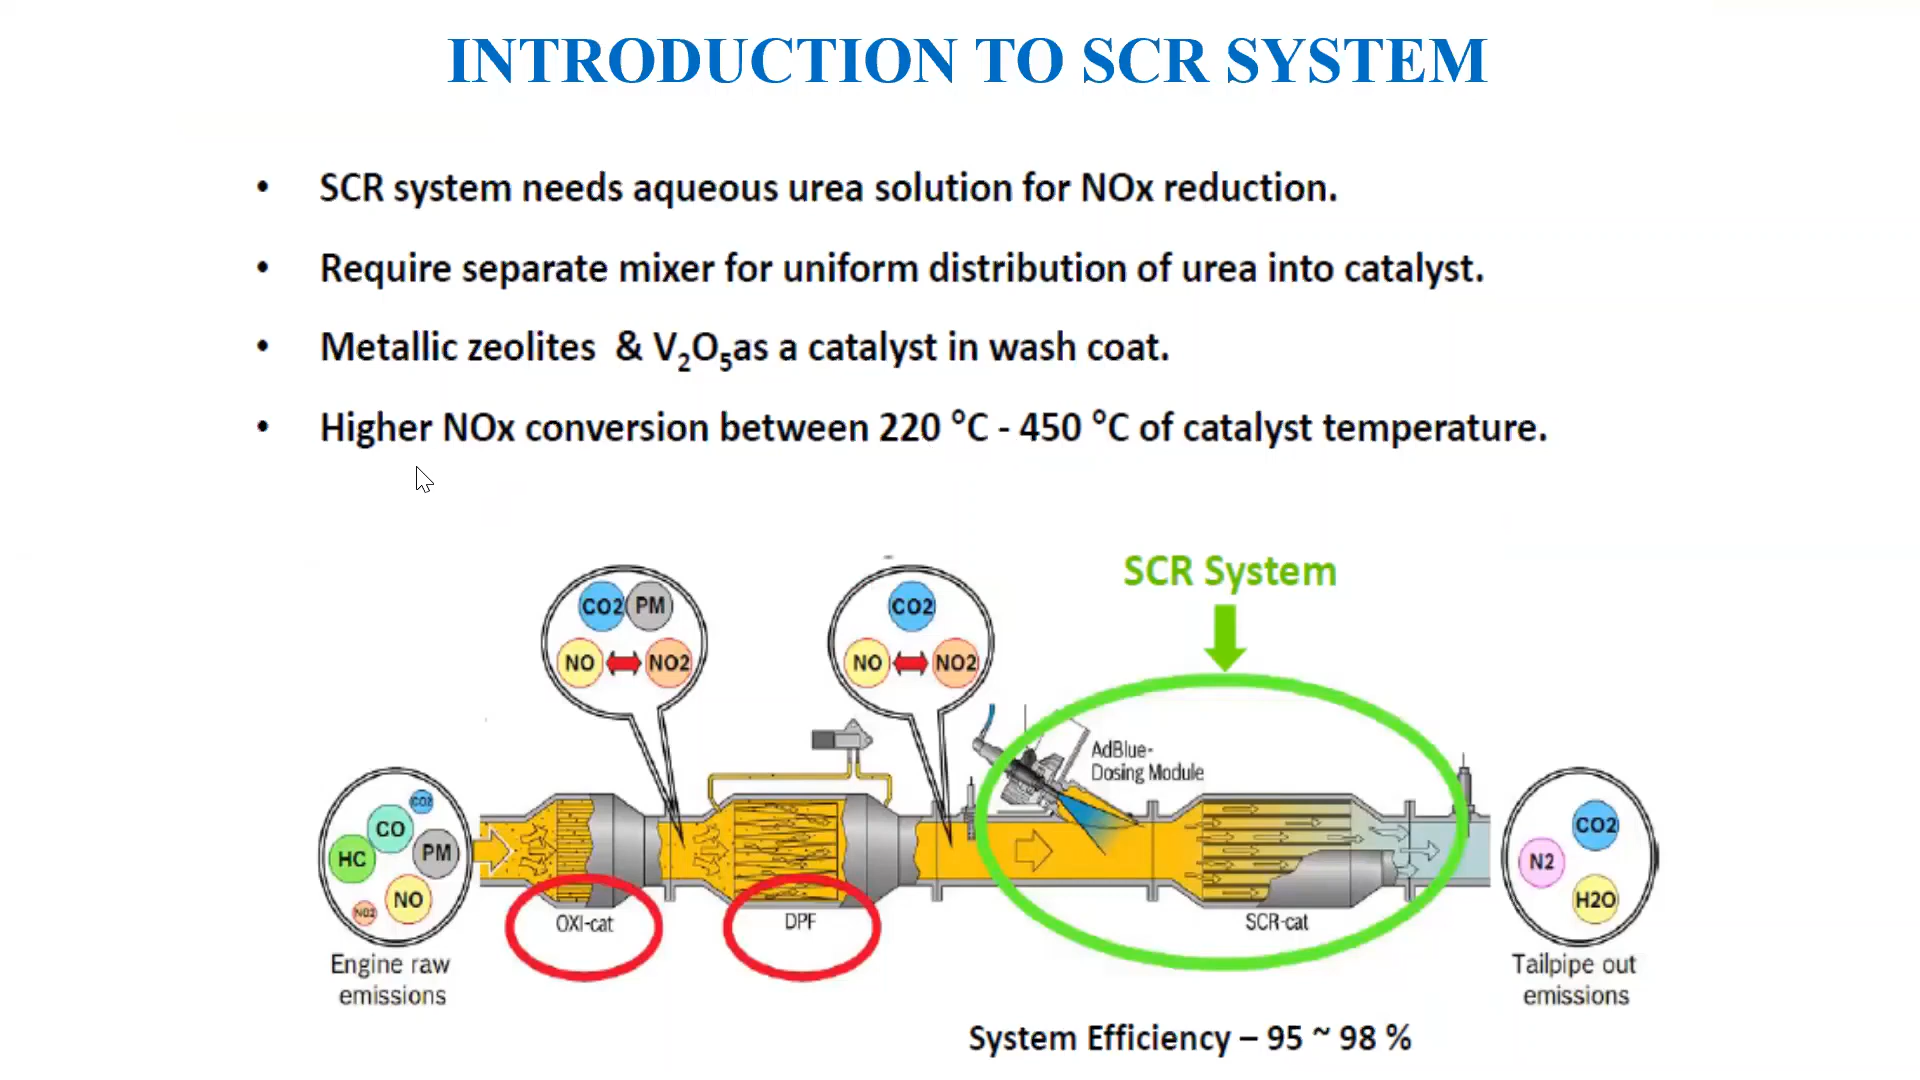 INTRODUCTION TO SCR SYSTEM
• SCR system needs aqueous urea solution for NOx reduction.
• Require separate mixer for uniform distribution of urea into catalyst.
• Metallic zeolites & V₂O₅as a catalyst in wash coat.
• Higher NOx conversion between 220 °C - 450 °C of catalyst temperature.
SCR System
CO2 PM
NO NO2
CO2
NO NO2
AdBlue-
Dosing Module
CO2
CO
HC
PM
NO
NO2
CO2
N2
H2O
OXI-cat
DPF
SCR-cat
Engine raw
emissions
Tailpipe out
emissions
System Efficiency – 95 ~ 98 %